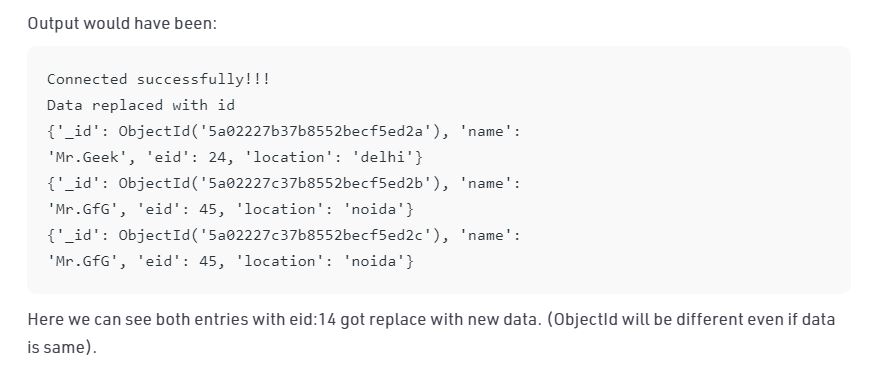 Output would have been:
Connected successfully!!!
Data replaced with id
{'_id': ObjectId('5a02227b37b8552becf5ed2a'), 'name':
'Mr.Geek', 'eid': 24, 'location': 'delhi'}
{'_id': ObjectId('5a02227c37b8552becf5ed2b'), 'name':
'Mr.GfG', 'eid': 45, 'location': 'noida'}
{'_id': ObjectId('5a02227c37b8552becf5ed2c'), 'name':
'Mr.GfG', 'eid': 45, 'location': 'noida'}
Here we can see both entries with eid:14 got replace with new data. (ObjectId will be different even if data
is same).